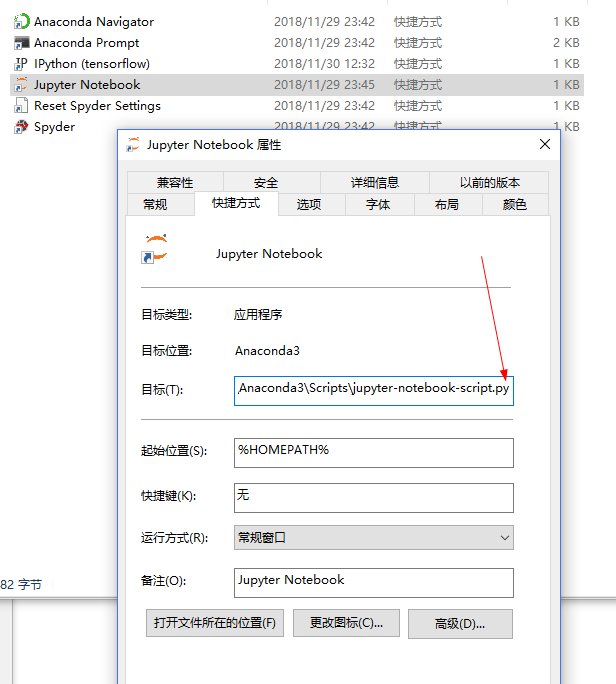 Anaconda Navigator 2018/11/29 23:42 快捷方式 1 KB
Anaconda Prompt 2018/11/29 23:42 快捷方式 2 KB
IPython (tensorflow) 2018/11/30 12:32 快捷方式 1 KB
Jupyter Notebook 2018/11/29 23:45 快捷方式 1 KB
Reset Spyder Settings 2018/11/29 23:42 快捷方式 1 KB
Spyder 2018/11/29 23:42 快捷方式 1 KB
Jupyter Notebook 属性
兼容性 安全 详细信息 以前的版本
常规 快捷方式 选项 字体 布局 颜色
Jupyter Notebook
目标类型: 应用程序
目标位置: Anaconda3
目标(T): Anaconda3\Scripts\jupyter-notebook-script.py
起始位置(S): %HOMEPATH%
快捷键(K): 无
运行方式(R): 常规窗口
备注(O): Jupyter Notebook
82 字节
打开文件所在的位置(F) 更改图标(C)... 高级(D)...